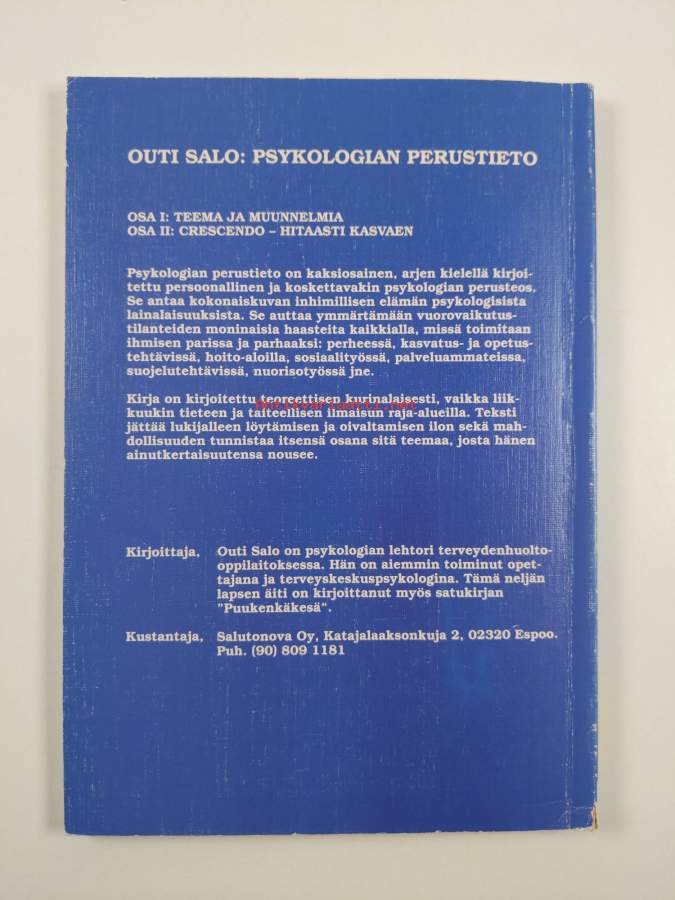 OUTI SALO: PSYKOLOGIAN PERUSTIETO
OSA I: TEEMA JA MUUNNELMIA
OSA II: CRESCENDO – HITAASTI KASVAEN
Psykologian perustieto on kaksiosainen, arjen kielellä kirjoi-
tettu persoonallinen ja koskettavakin psykologian perusteos.
Se antaa kokonaiskuvan inhimillisen elämän psykologisista
lainalaisuuksista. Se auttaa ymmärtämään vuorovaikutus-
tilanteiden moninaisia haasteita kaikkialla, missä toimitaan
ihmisen parissa ja parhaaksi: perheessä, kasvatus- ja opetus-
tehtävissä, hoito-aloilla, sosiaalityössä, palveluammateissa,
suojelutehtävissä, nuorisotyössä jne.
Kirja on kirjoitettu teoreettisen kurinalaisesti, vaikka liik-
Antikvariaatti.net
kuukin tieteen ja taiteellisen ilmaisun raja-alueilla. Teksti
jättää lukijalleen löytämisen ja oivaltamisen ilon sekä mah-
dollisuuden tunnistaa itsensä osana sitä teemaa, josta hänen
ainutkertaisuutensa nousee.
Kirjoittaja, Outi Salo on psykologian lehtori terveydenhuolto-
oppilaitoksessa. Hän on aiemmin toiminut opet-
tajana ja terveyskeskuspsykologina. Tämä neljän
lapsen äiti on kirjoittanut myös satukirjan
"Puukenkäkesä".
Kustantaja, Salutonova Oy, Katajalaaksonkuja 2, 02320 Espoo.
Puh. (90) 809 1181